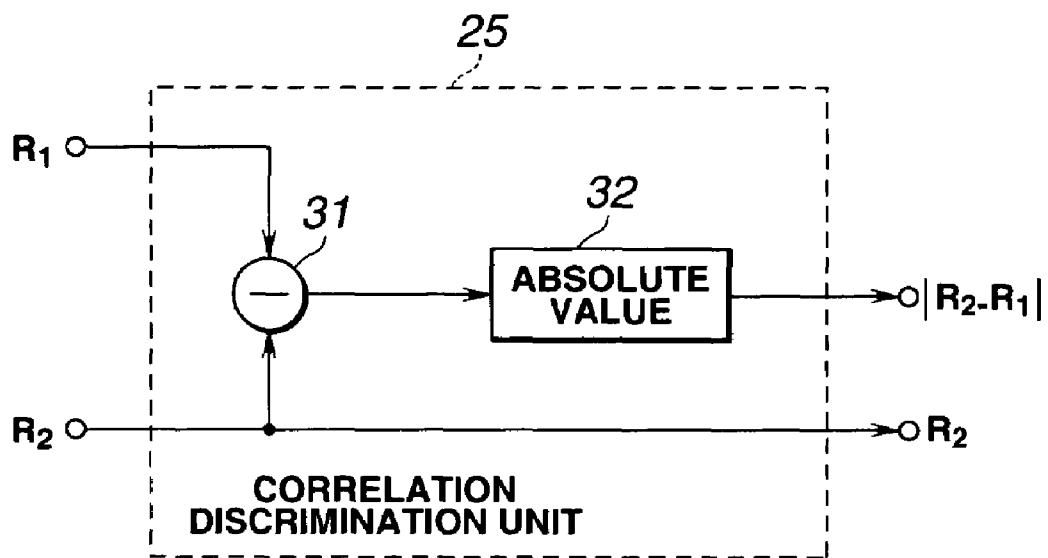 25
R₁
31
32
ABSOLUTE
VALUE
|R₂-R₁|
R₂
R₂
CORRELATION
DISCRIMINATION UNIT